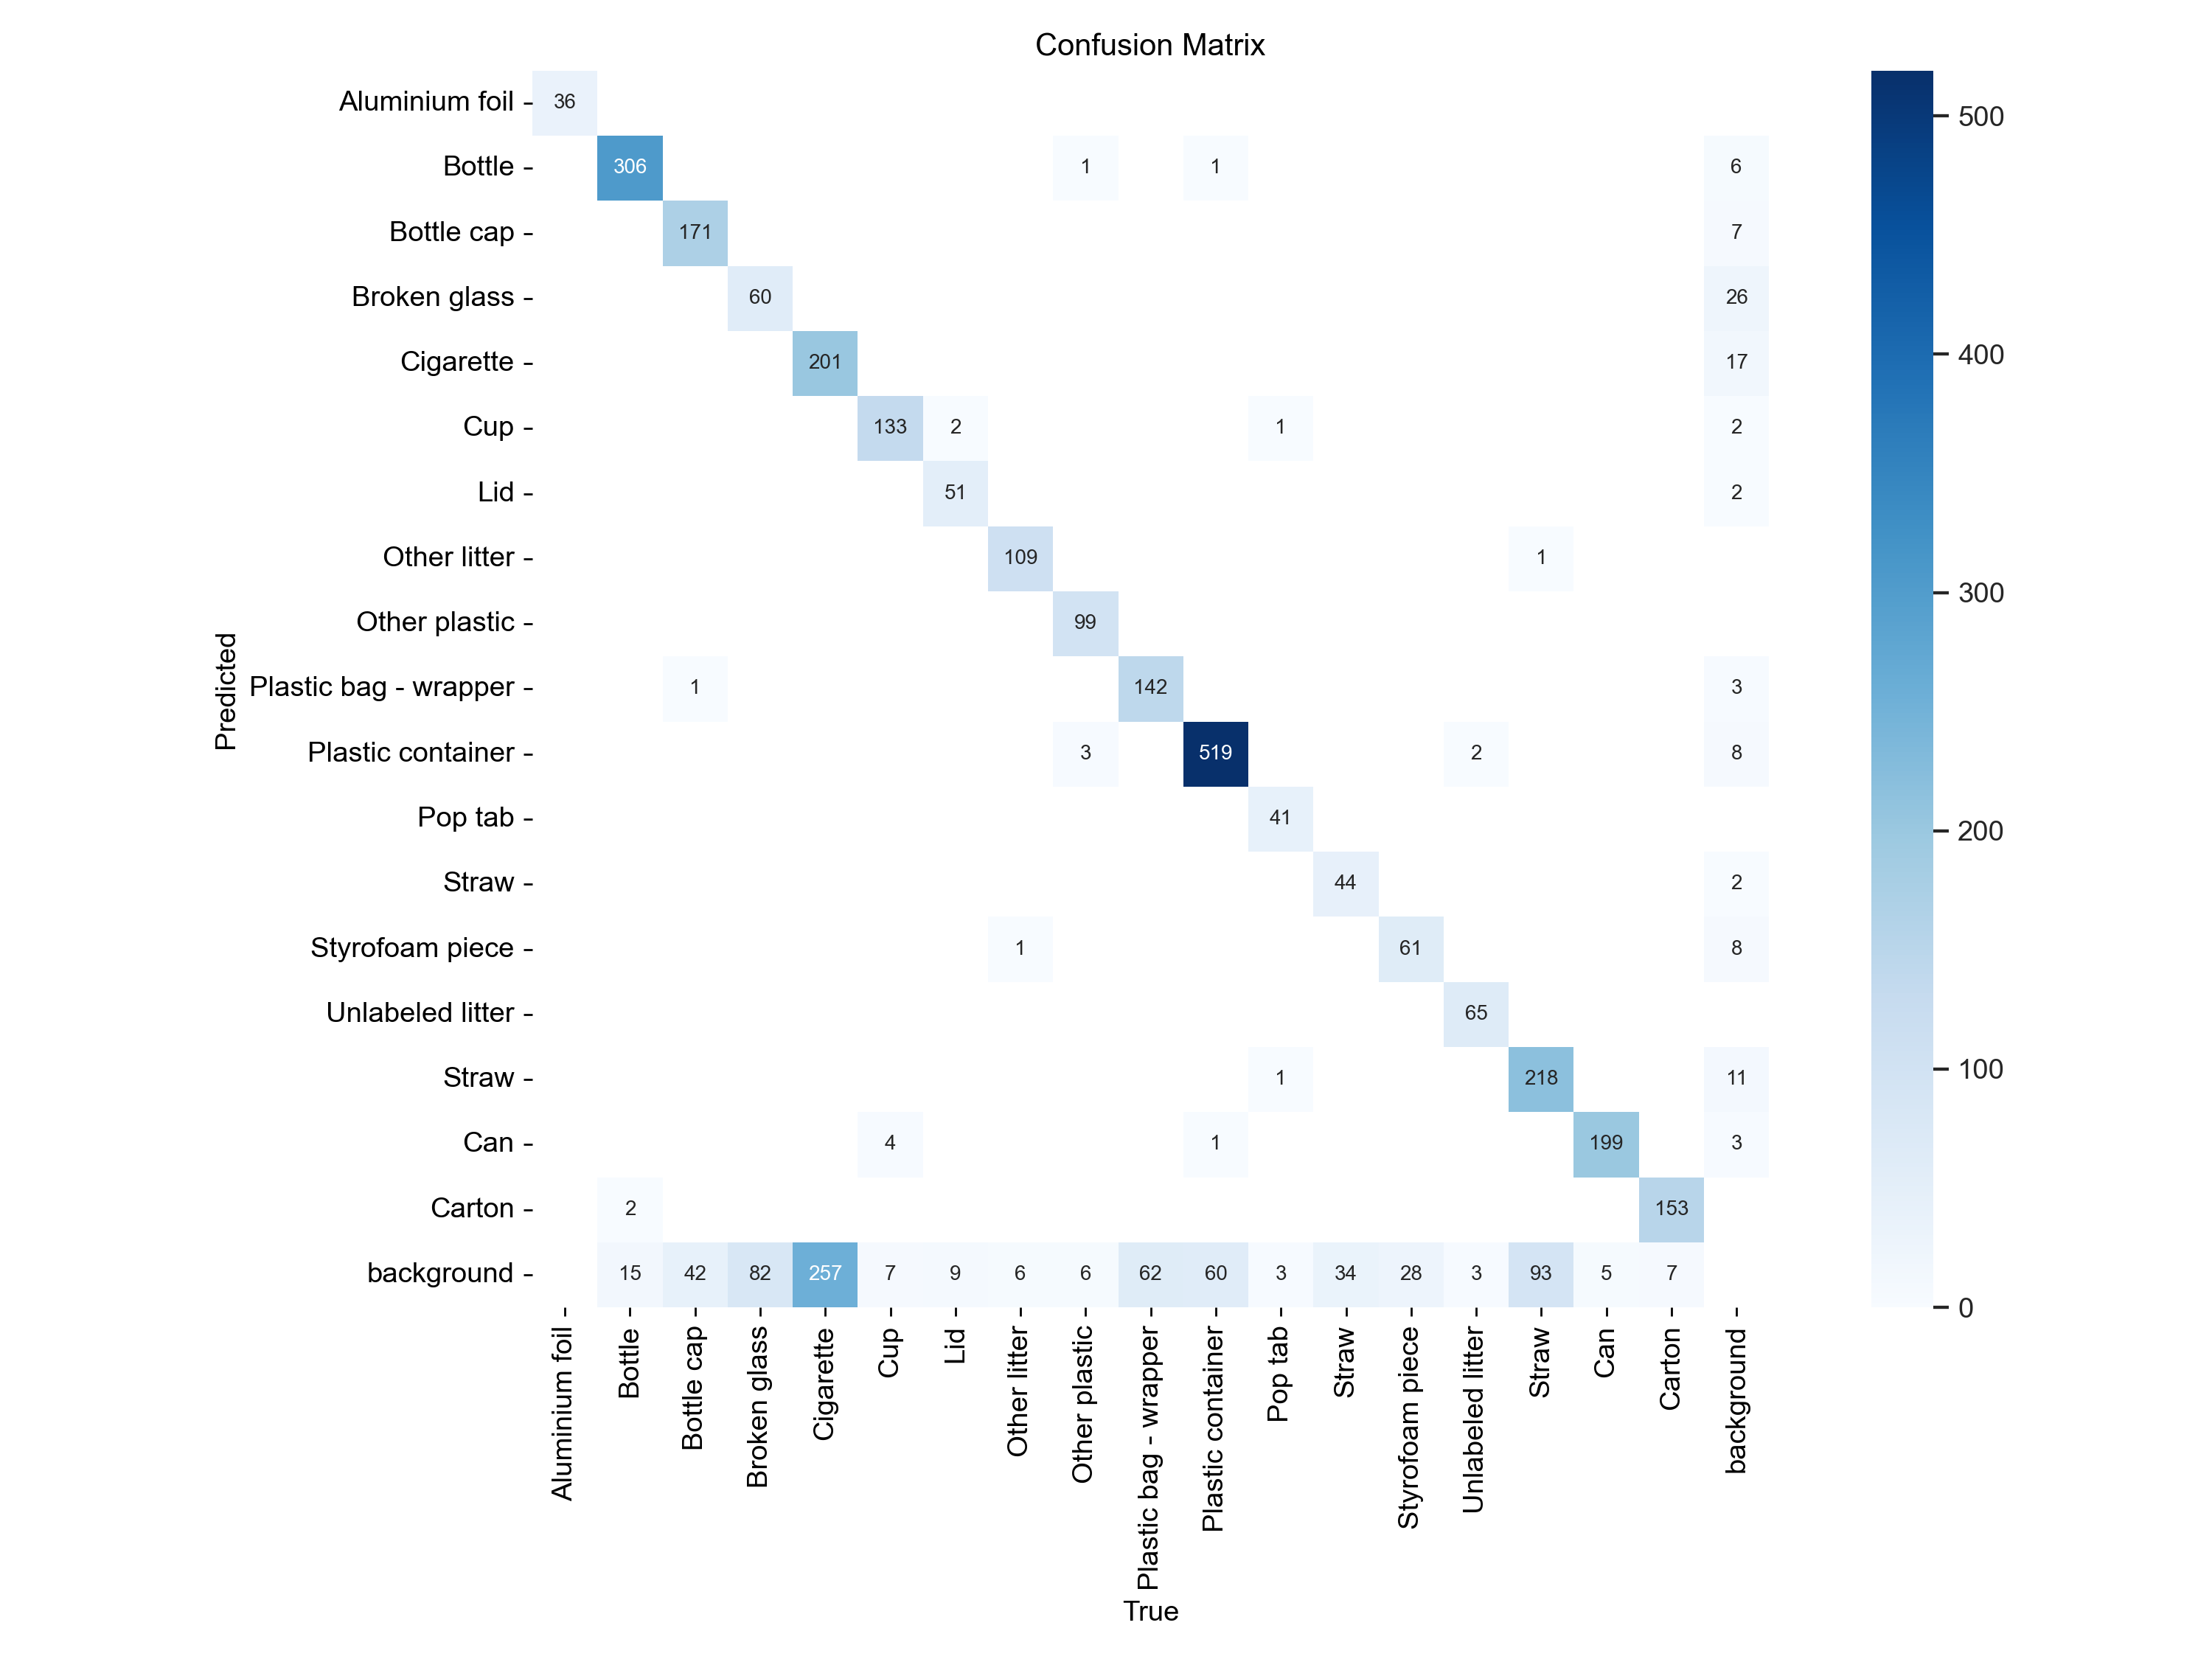 Confusion Matrix
Aluminium foil 36
Bottle 306 1 1 6
Bottle cap 171 7
Broken glass 60 26
Cigarette 201 17
Cup 133 2 1 2
Lid 51 2
Other litter 109 1
Other plastic 99
Plastic bag - wrapper 1 142 3
Plastic container 3 519 2 8
Pop tab 41
Straw 44 2
Styrofoam piece 1 61 8
Unlabeled litter 65
Straw 1 218 11
Can 4 1 199 3
Carton 2 153
background 15 42 82 257 7 9 6 6 62 60 3 34 28 3 93 5 7
Predicted
Aluminium foil
Bottle
Bottle cap
Broken glass
Cigarette
Cup
Lid
Other litter
Other plastic
Plastic bag - wrapper
Plastic container
Pop tab
Straw
Styrofoam piece
Unlabeled litter
Straw
Can
Carton
background
True
500
400
300
200
100
0